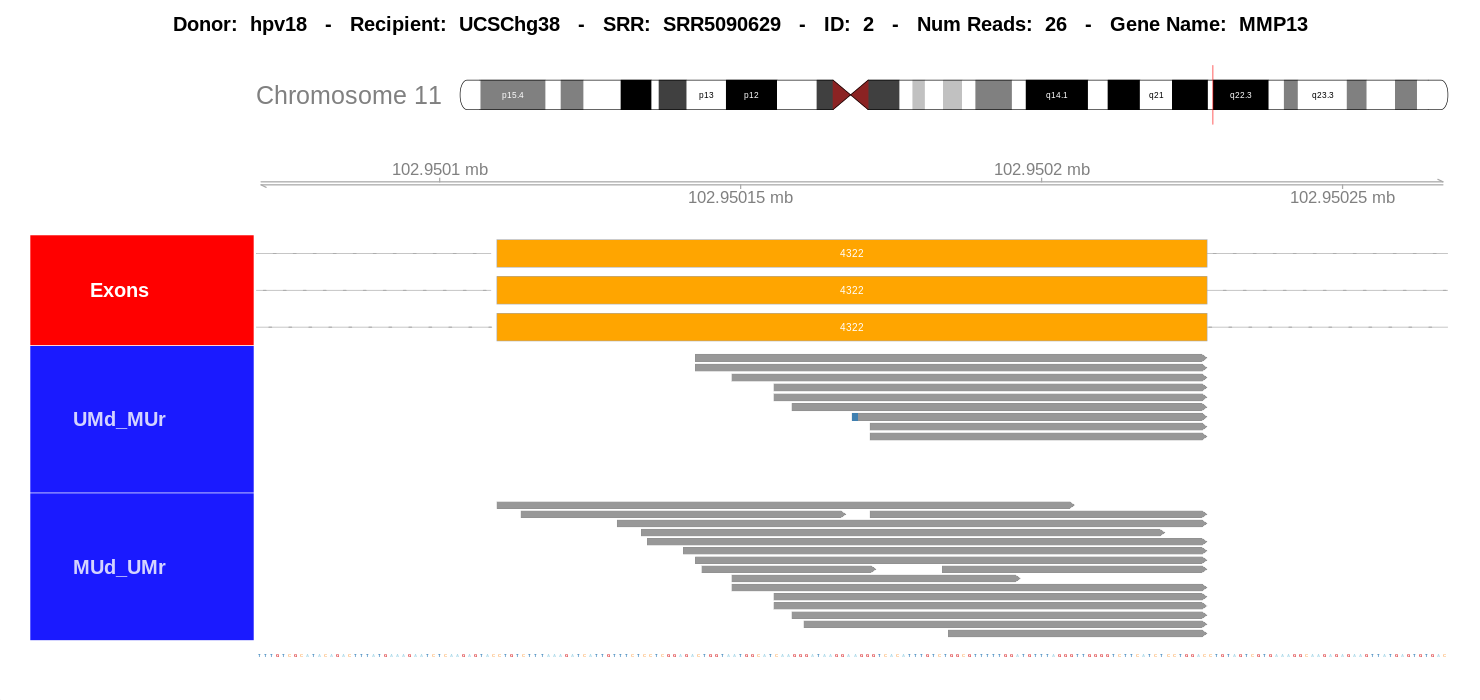 Donor: hpv18 - Recipient: UCSChg38 - SRR: SRR5090629 - ID: 2 - Num Reads: 26 - Gene Name: MMP13
Chromosome 11 p15.4 p13 p12 q14.1 q21 q22.3 q23.3
102.9501 mb 102.9502 mb
102.95015 mb 102.95025 mb
4322
Exons 4322
4322
UMd_MUr
MUd_UMr